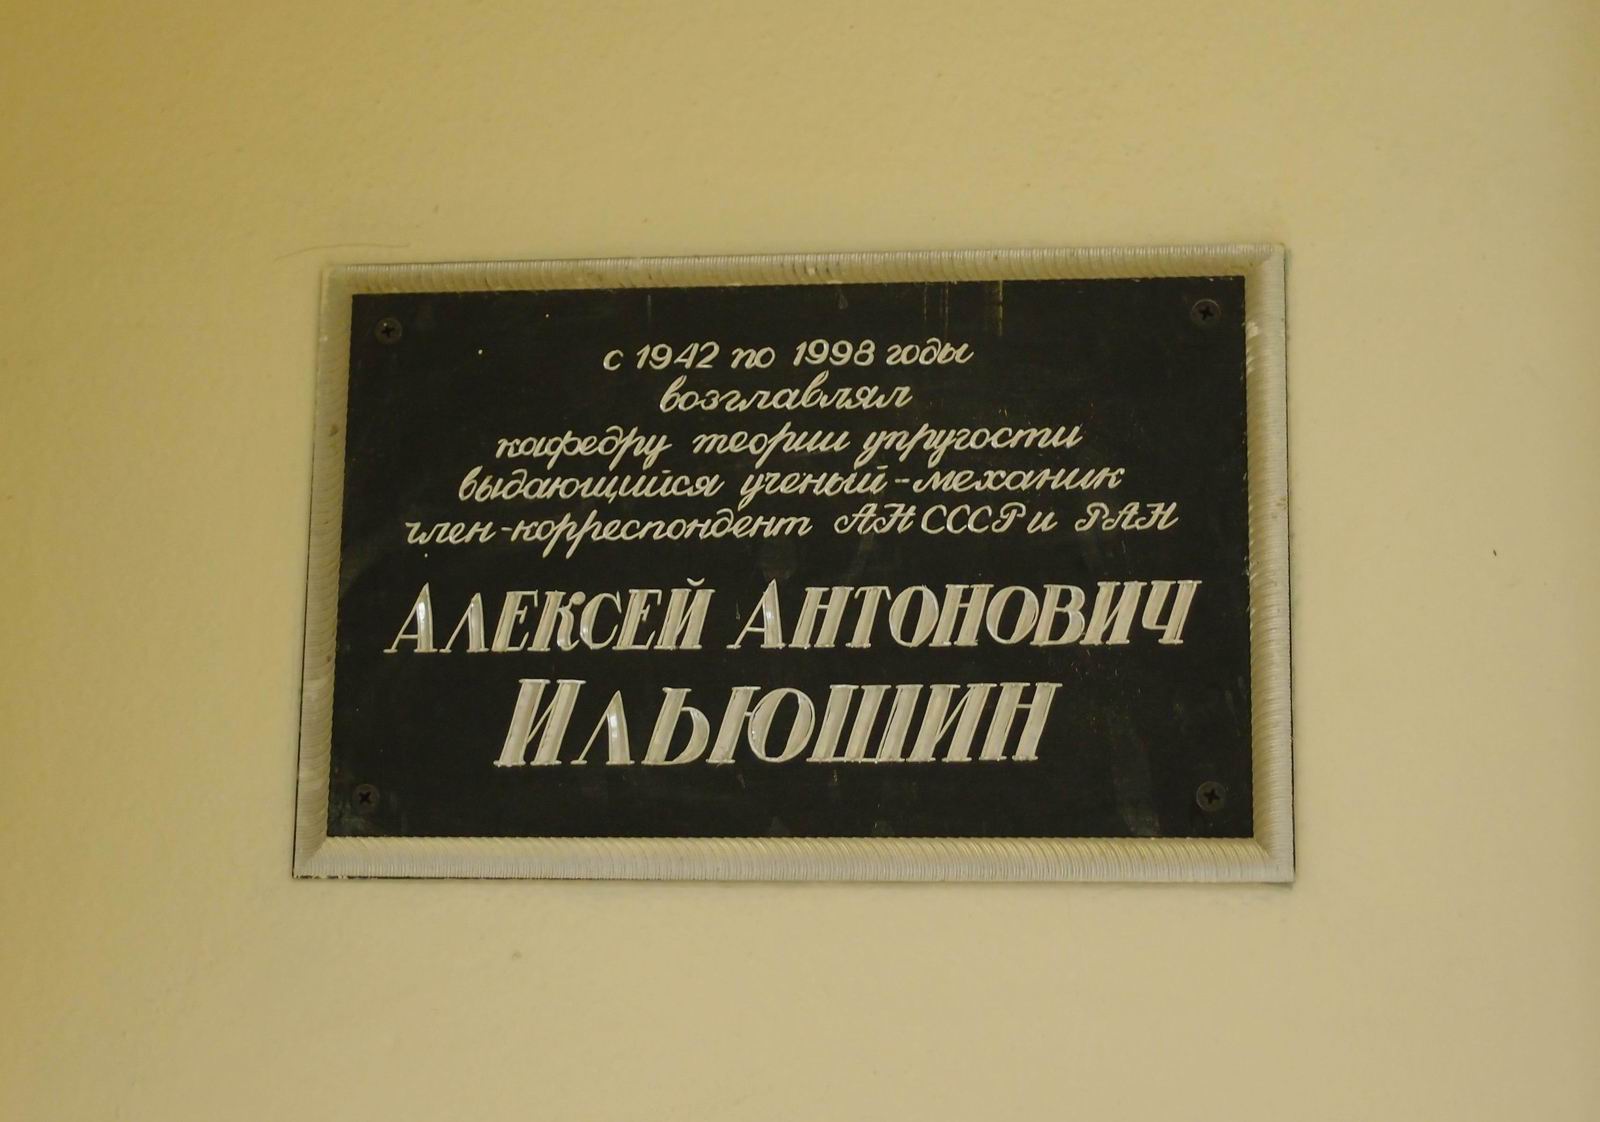 с 1942 по 1998 годы
возглавлял
кафедру теории упругости
выдающийся ученый-механик
член-корреспондент АН СССР и РАН
АЛЕКСЕЙ АНТОНОВИЧ
ИЛЬЮШИН